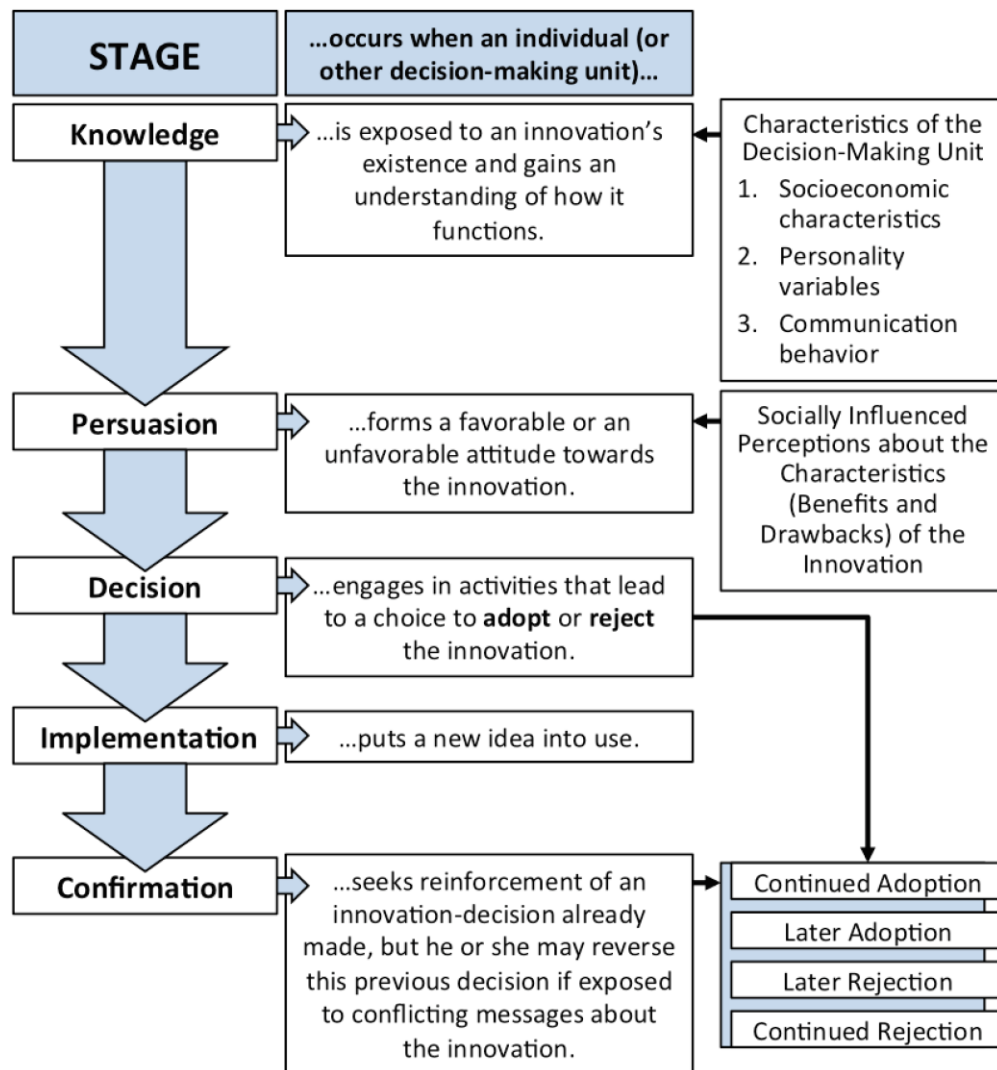 STAGE
…occurs when an individual (or
other decision-making unit)…
Knowledge
…is exposed to an innovation’s
existence and gains an
understanding of how it
functions.
Characteristics of the
Decision-Making Unit
1. Socioeconomic
characteristics
2. Personality
variables
3. Communication
behavior
Persuasion
…forms a favorable or an
unfavorable attitude towards
the innovation.
Socially Influenced
Perceptions about the
Characteristics
(Benefits and
Drawbacks) of the
Innovation
Decision
…engages in activities that lead
to a choice to adopt or reject
the innovation.
Implementation
…puts a new idea into use.
Confirmation
…seeks reinforcement of an
innovation-decision already
made, but he or she may reverse
this previous decision if exposed
to conflicting messages about
the innovation.
Continued Adoption
Later Adoption
Later Rejection
Continued Rejection